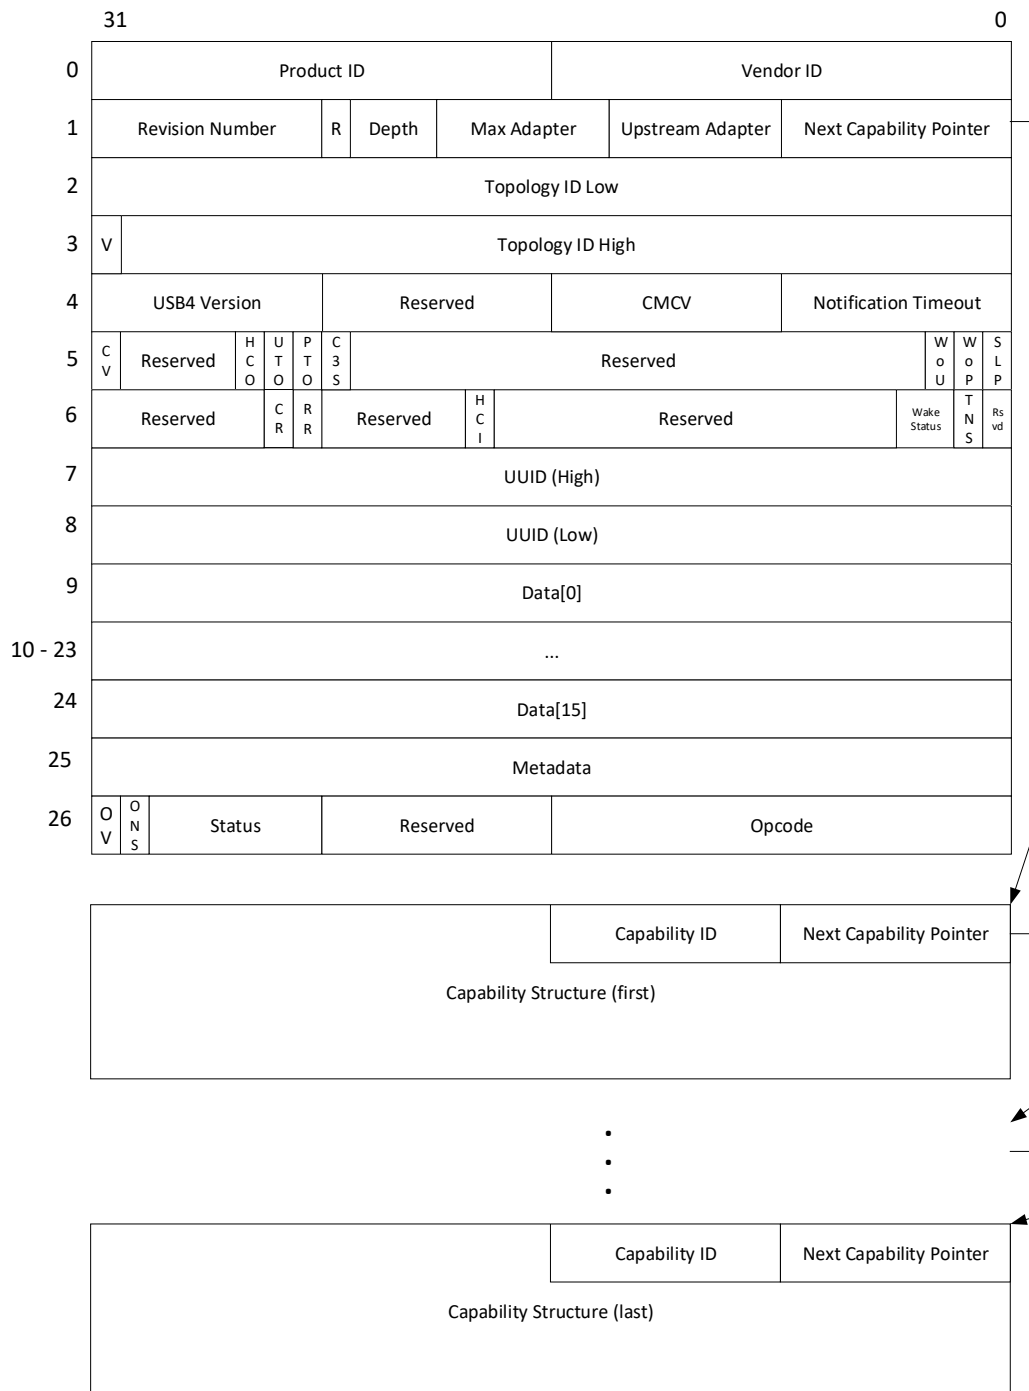 31 0
0 Product ID Vendor ID
1 Revision Number R Depth Max Adapter Upstream Adapter Next Capability Pointer
2 Topology ID Low
3 V Topology ID High
4 USB4 Version Reserved CMCV Notification Timeout
5 CV Reserved HCO UTO PTO C3S Reserved WoU WoP SLP
6 Reserved CR RR Reserved HCI Reserved Wake Status TNS Rsvd
7 UUID (High)
8 UUID (Low)
9 Data[0]
10 - 23 ...
24 Data[15]
25 Metadata
26 OV ONS Status Reserved Opcode
Capability ID Next Capability Pointer
Capability Structure (first)
Capability ID Next Capability Pointer
Capability Structure (last)